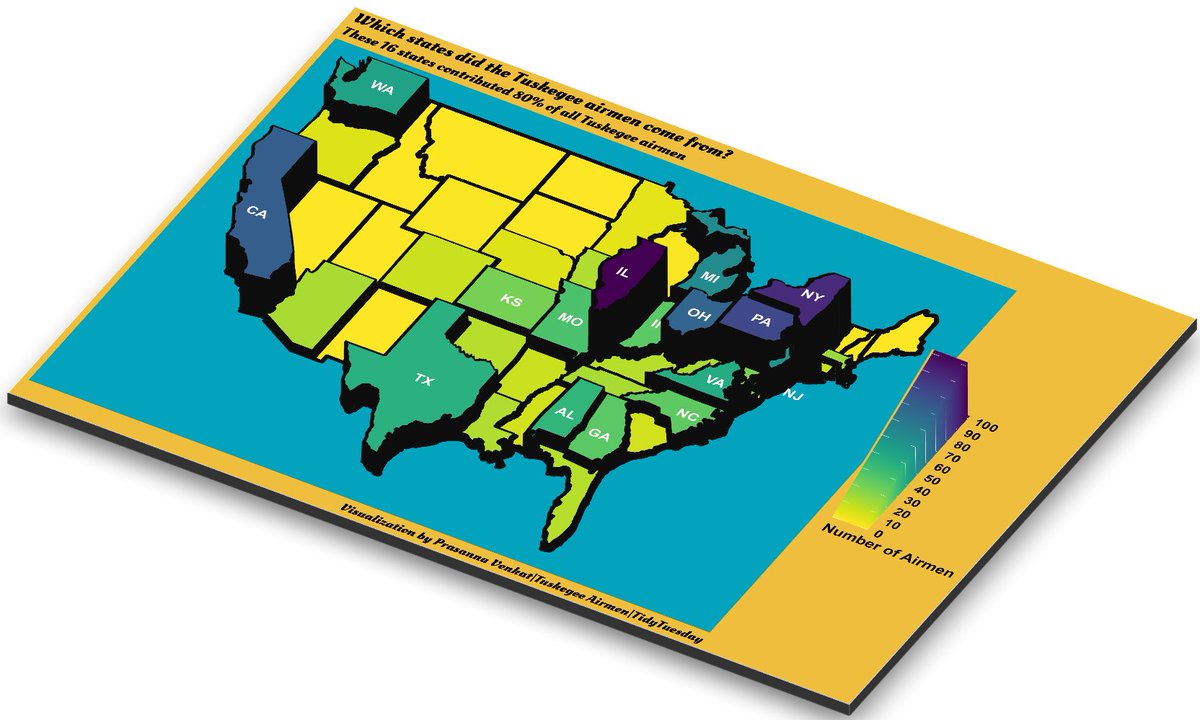 Which states did the Tuskegee airmen come from?
These 16 states contributed 80% of all Tuskegee airmen
WA
CA
IL
MI
NY
KS
MO
OH
PA
TX
VA
NJ
AL
GA
NC
100
90
80
70
60
50
40
30
20
10
0
Number of Airmen
Visualization by Prasanna Venkat|Tuskegee Airmen|TidyTuesday